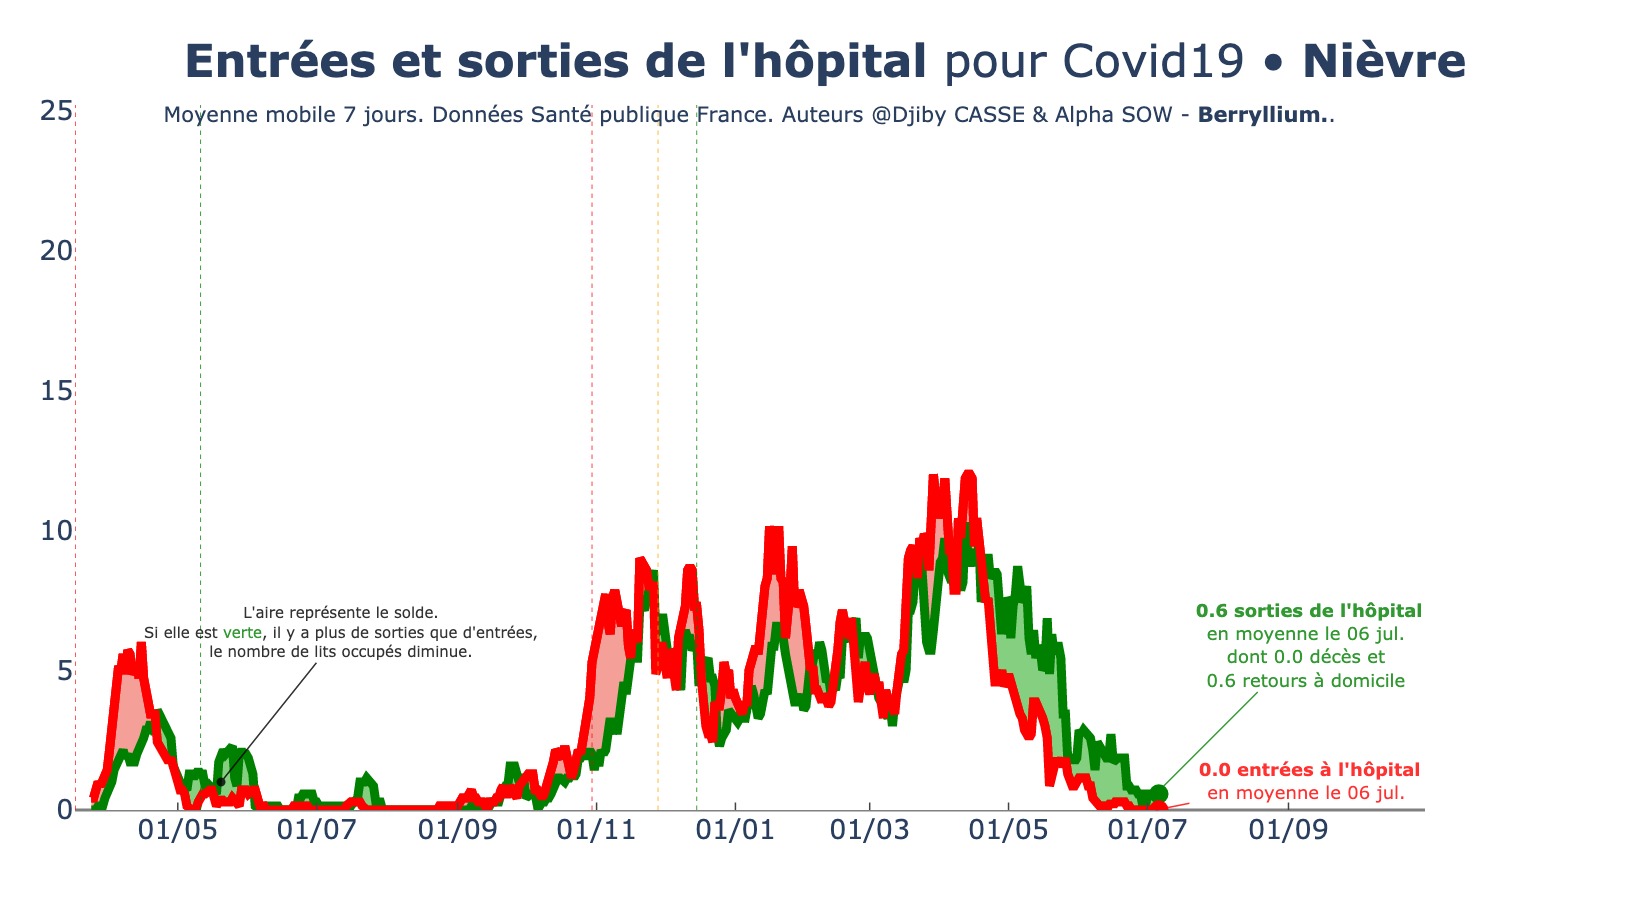 Entrées et sorties de l'hôpital pour Covid19 • Nièvre
Moyenne mobile 7 jours. Données Santé publique France. Auteurs @Djiby CASSE & Alpha SOW - Berryllium..
25
20
15
10
5
0
L'aire représente le solde.
Si elle est verte, il y a plus de sorties que d'entrées,
le nombre de lits occupés diminue.
0.6 sorties de l'hôpital
en moyenne le 06 jul.
dont 0.0 décès et
0.6 retours à domicile
0.0 entrées à l'hôpital
en moyenne le 06 jul.
01/05 01/07 01/09 01/11 01/01 01/03 01/05 01/07 01/09